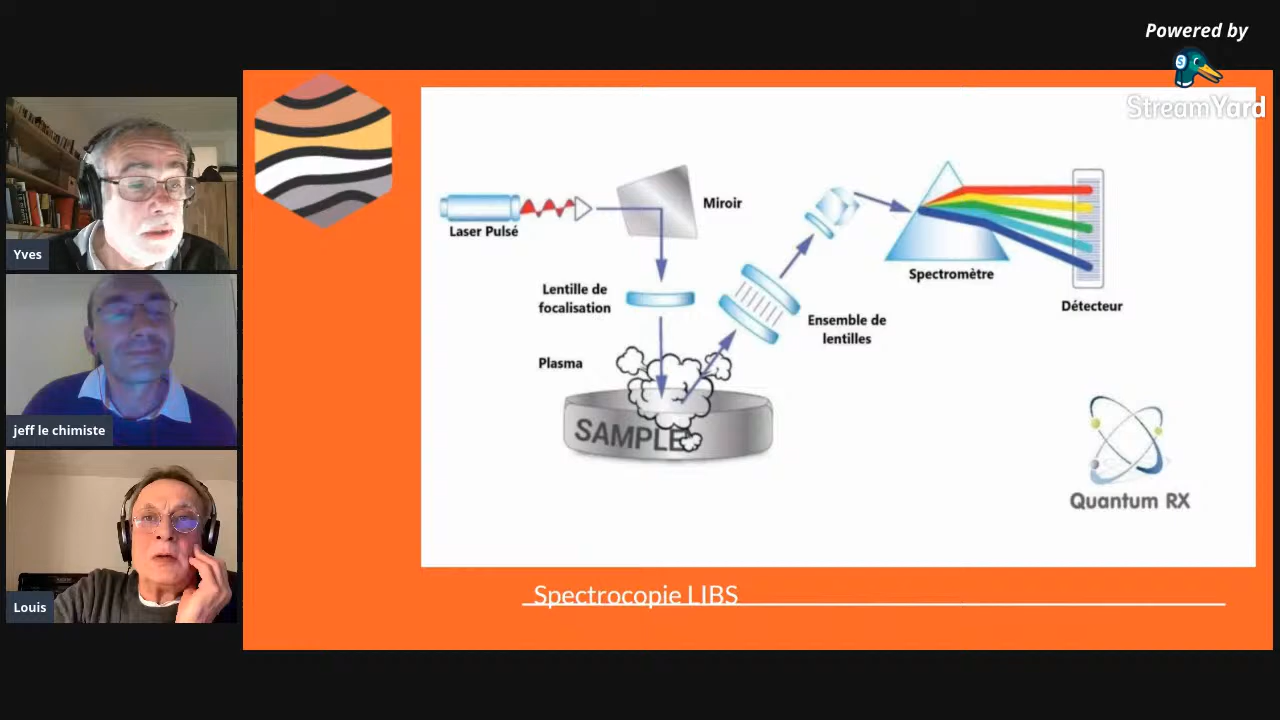 Powered by
StreamYard
Yves
jeff le chimiste
Louis
Laser Pulsé
Miroir
Lentille de
focalisation
Plasma
SAMPLE
Ensemble de
lentilles
Spectromètre
Détecteur
Quantum RX
Spectrocopie LIBS